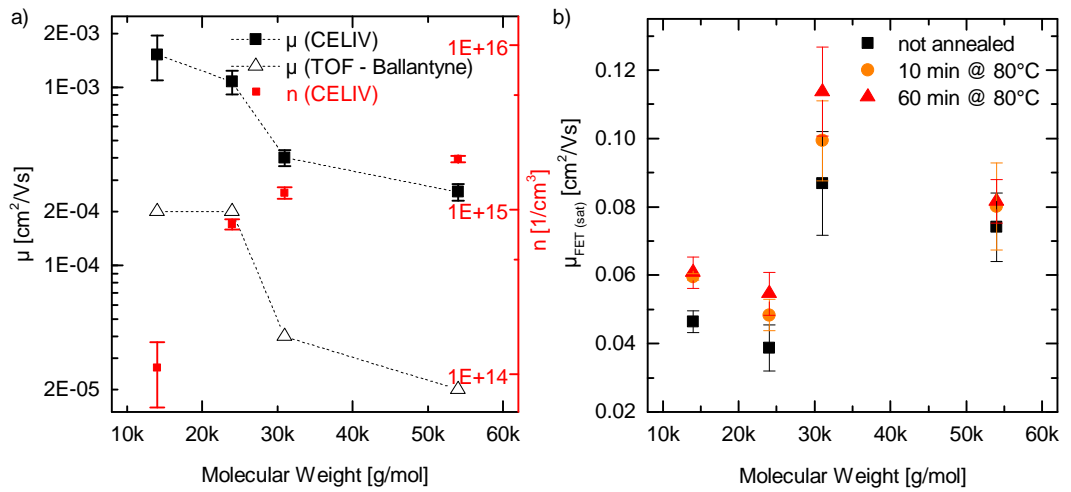 a)
2E-03
1E-03
2E-04
1E-04
2E-05
μ [cm²/Vs]
μ (CELIV)
μ (TOF - Ballantyne)
n (CELIV)
1E+16
1E+15
1E+14
n [1/cm³]
10k 20k 30k 40k 50k 60k
Molecular Weight [g/mol]
b)
not annealed
10 min @ 80°C
60 min @ 80°C
0.12
0.10
0.08
0.06
0.04
0.02
μFET (sat) [cm²/Vs]
10k 20k 30k 40k 50k 60k
Molecular Weight [g/mol]